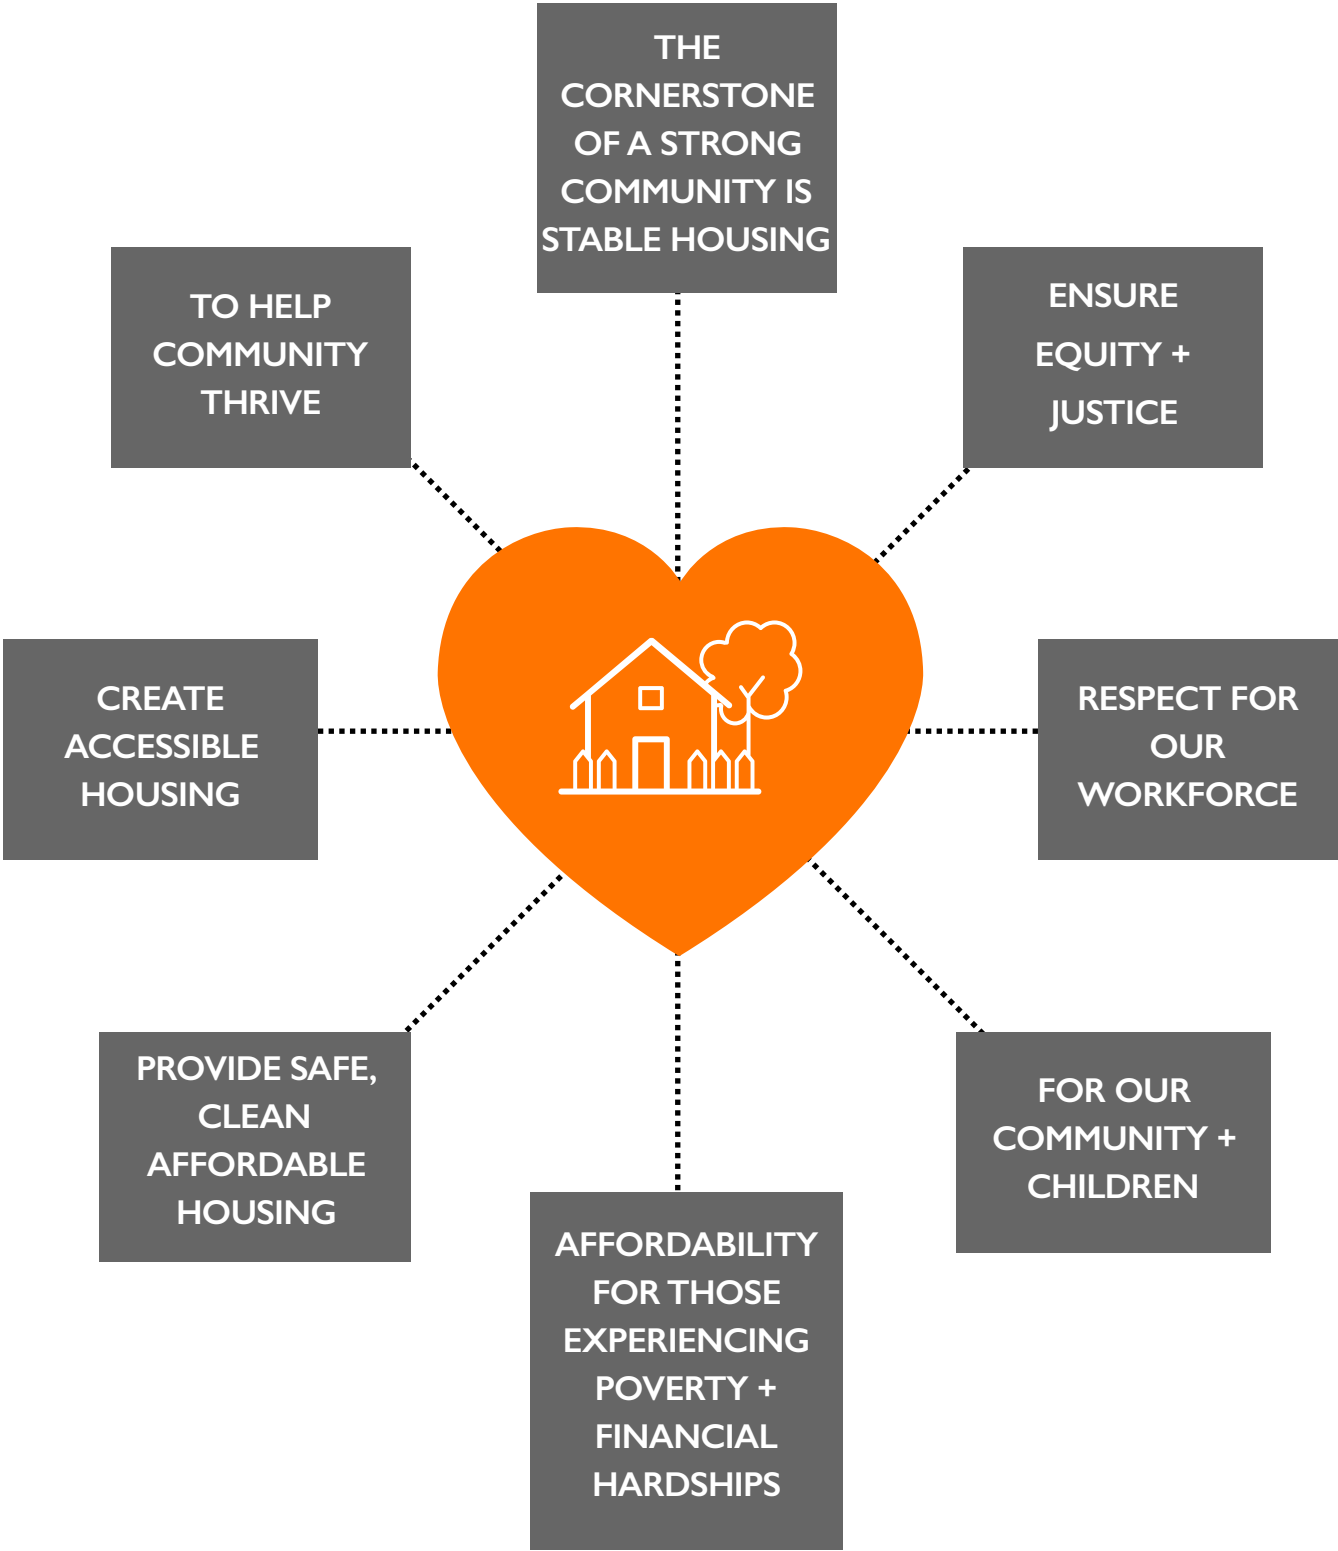 THE
CORNERSTONE
OF A STRONG
COMMUNITY IS
STABLE HOUSING
TO HELP
COMMUNITY
THRIVE
ENSURE
EQUITY +
JUSTICE
CREATE
ACCESSIBLE
HOUSING
RESPECT FOR
OUR
WORKFORCE
PROVIDE SAFE,
CLEAN
AFFORDABLE
HOUSING
FOR OUR
COMMUNITY +
CHILDREN
AFFORDABILITY
FOR THOSE
EXPERIENCING
POVERTY +
FINANCIAL
HARDSHIPS